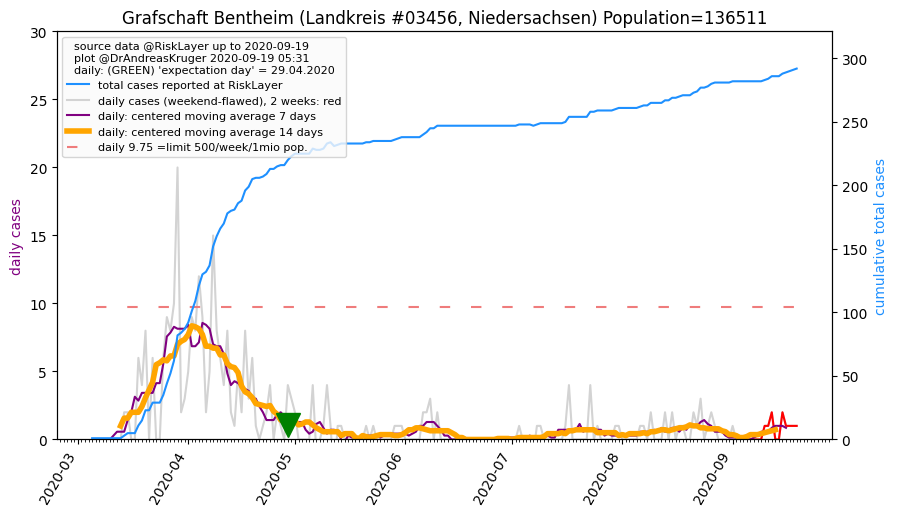 Grafschaft Bentheim (Landkreis #03456, Niedersachsen) Population=136511
source data @RiskLayer up to 2020-09-19
plot @DrAndreasKruger 2020-09-19 05:31
daily: (GREEN) 'expectation day' = 29.04.2020
total cases reported at RiskLayer
daily cases (weekend-flawed), 2 weeks: red
daily: centered moving average 7 days
daily: centered moving average 14 days
daily 9.75 =limit 500/week/1mio pop.
daily cases
30
25
20
15
10
5
0
cumulative total cases
300
250
200
150
100
50
0
2020-03
2020-04
2020-05
2020-06
2020-07
2020-08
2020-09